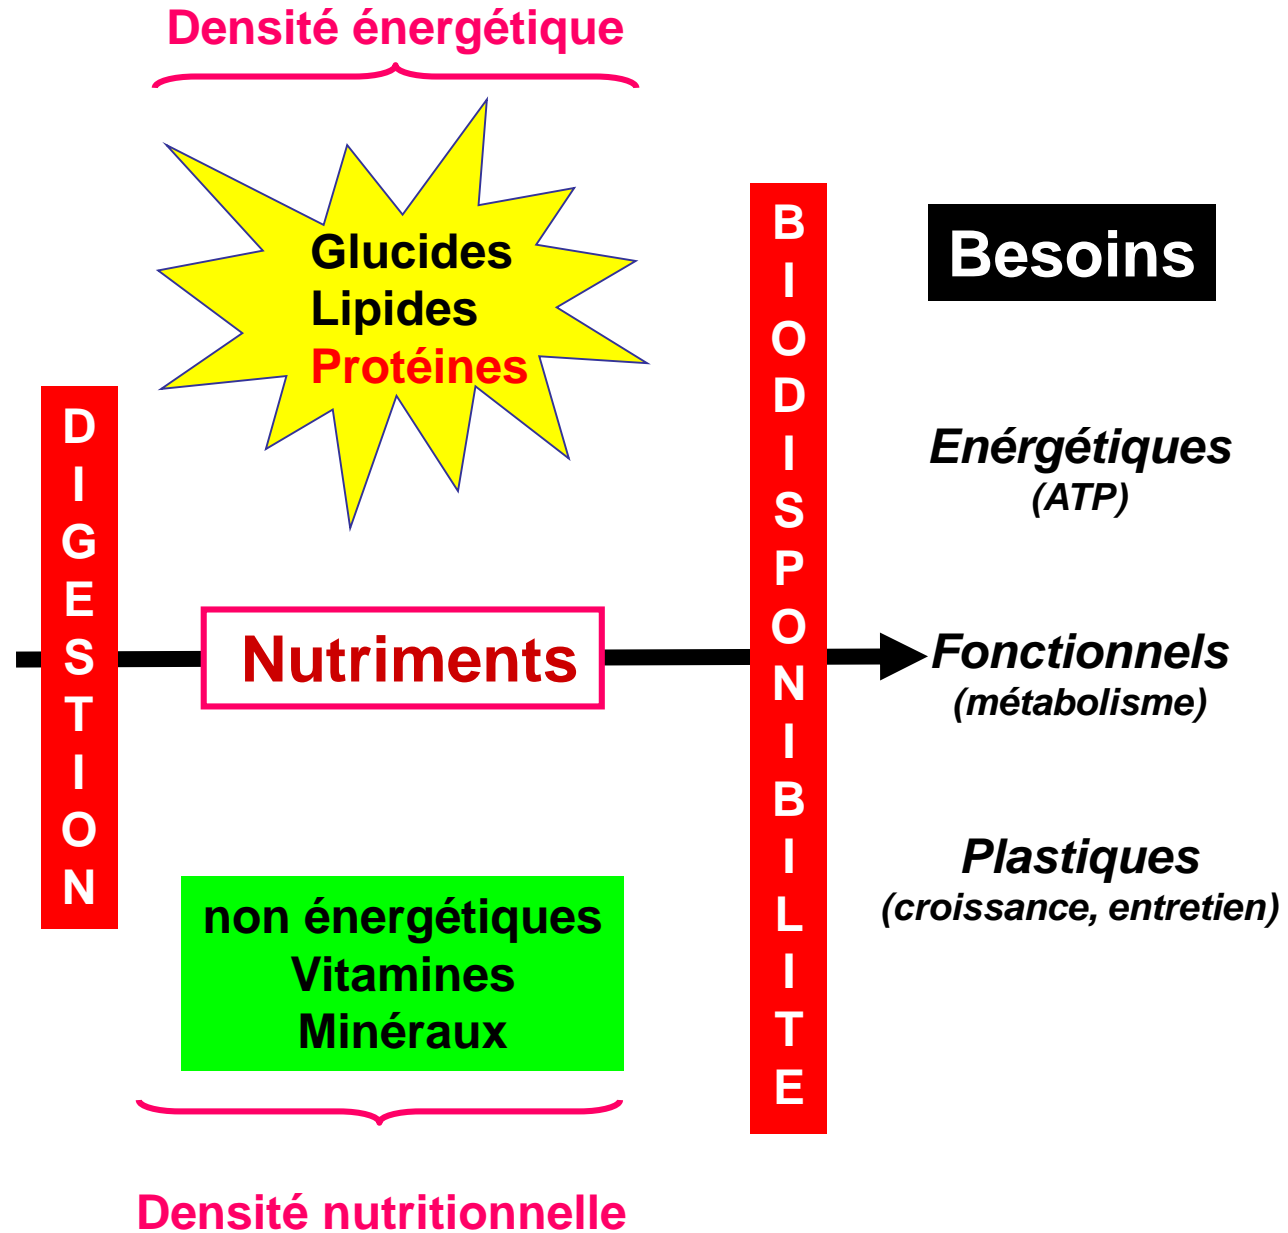 Densité énergétique
Glucides
Lipides
Protéines
DIGESTION
Nutriments
non énergétiques
Vitamines
Minéraux
Densité nutritionnelle
BIODISPONIBILITE
Besoins
Enérgétiques
(ATP)
Fonctionnels
(métabolisme)
Plastiques
(croissance, entretien)